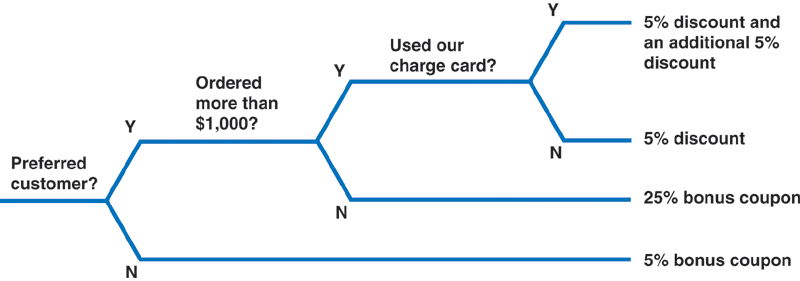 Y
5% discount and
an additional 5%
discount
Used our
charge card?
Y
Ordered
more than
$1,000?
Y
N
5% discount
Preferred
customer?
N
25% bonus coupon
N
5% bonus coupon